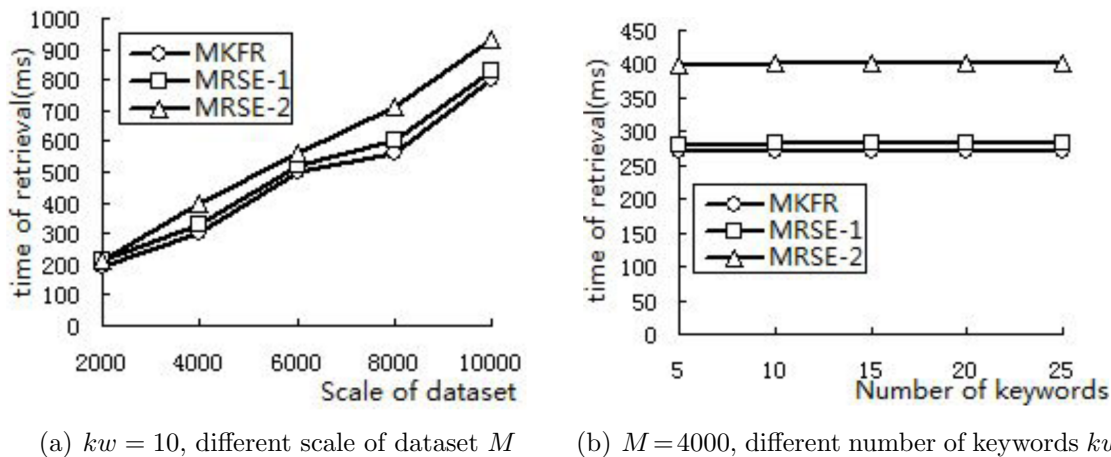 1000
900
800
700
600
500
400
300
200
100
0
time of retrieval(ms)
MKFR
MRSE-1
MRSE-2
2000 4000 6000 8000 10000
Scale of dataset
450
400
350
300
250
200
150
100
50
0
time of retrieval(ms)
MKFR
MRSE-1
MRSE-2
5 10 15 20 25
Number of keywords
(a) kw = 10, different scale of dataset M
(b) M = 4000, different number of keywords kw